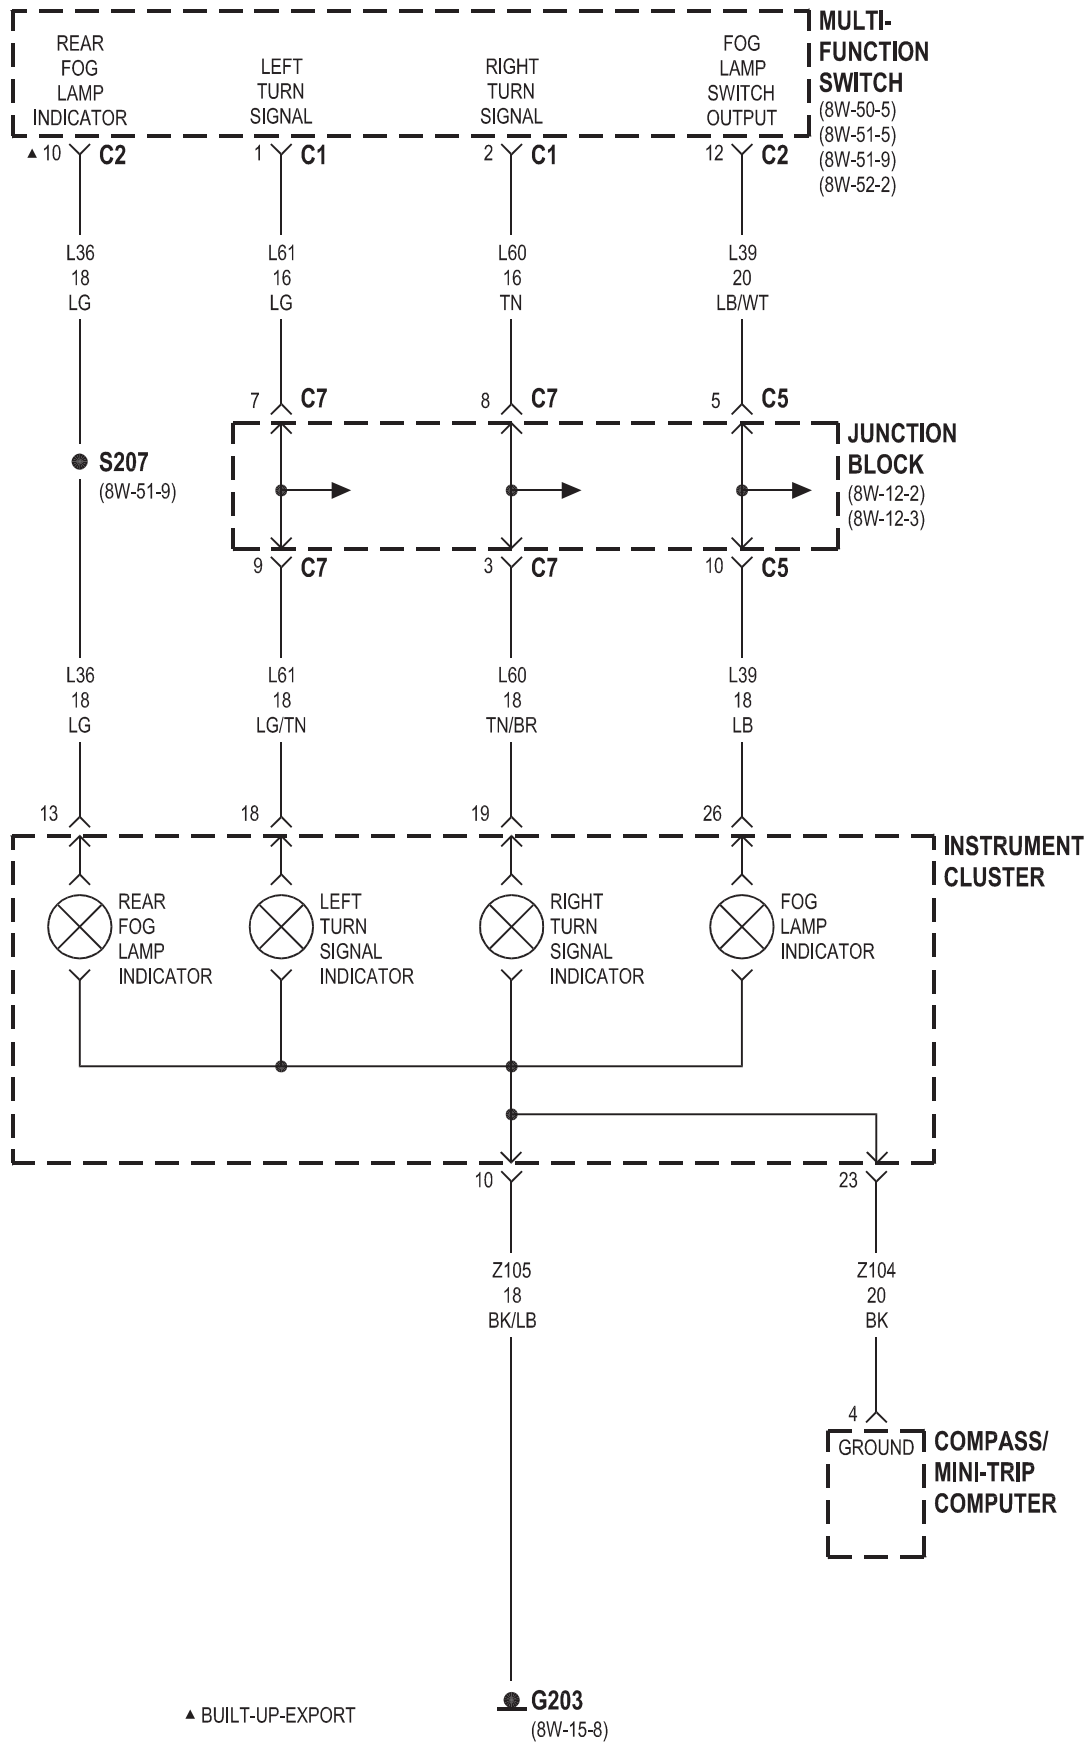 MULTI-
FUNCTION
SWITCH
(8W-50-5)
(8W-51-5)
(8W-51-9)
(8W-52-2)
REAR
FOG
LAMP
INDICATOR
LEFT
TURN
SIGNAL
RIGHT
TURN
SIGNAL
FOG
LAMP
SWITCH
OUTPUT
▲ 10 C2
1 C1
2 C1
12 C2
L36
18
LG
L61
16
LG
L60
16
TN
L39
20
LB/WT
7 C7
8 C7
5 C5
S207
(8W-51-9)
JUNCTION
BLOCK
(8W-12-2)
(8W-12-3)
9 C7
3 C7
10 C5
L36
18
LG
L61
18
LG/TN
L60
18
TN/BR
L39
18
LB
13
18
19
26
INSTRUMENT
CLUSTER
REAR
FOG
LAMP
INDICATOR
LEFT
TURN
SIGNAL
INDICATOR
RIGHT
TURN
SIGNAL
INDICATOR
FOG
LAMP
INDICATOR
10
23
Z105
18
BK/LB
Z104
20
BK
4
GROUND
COMPASS/
MINI-TRIP
COMPUTER
G203
(8W-15-8)
▲ BUILT-UP-EXPORT